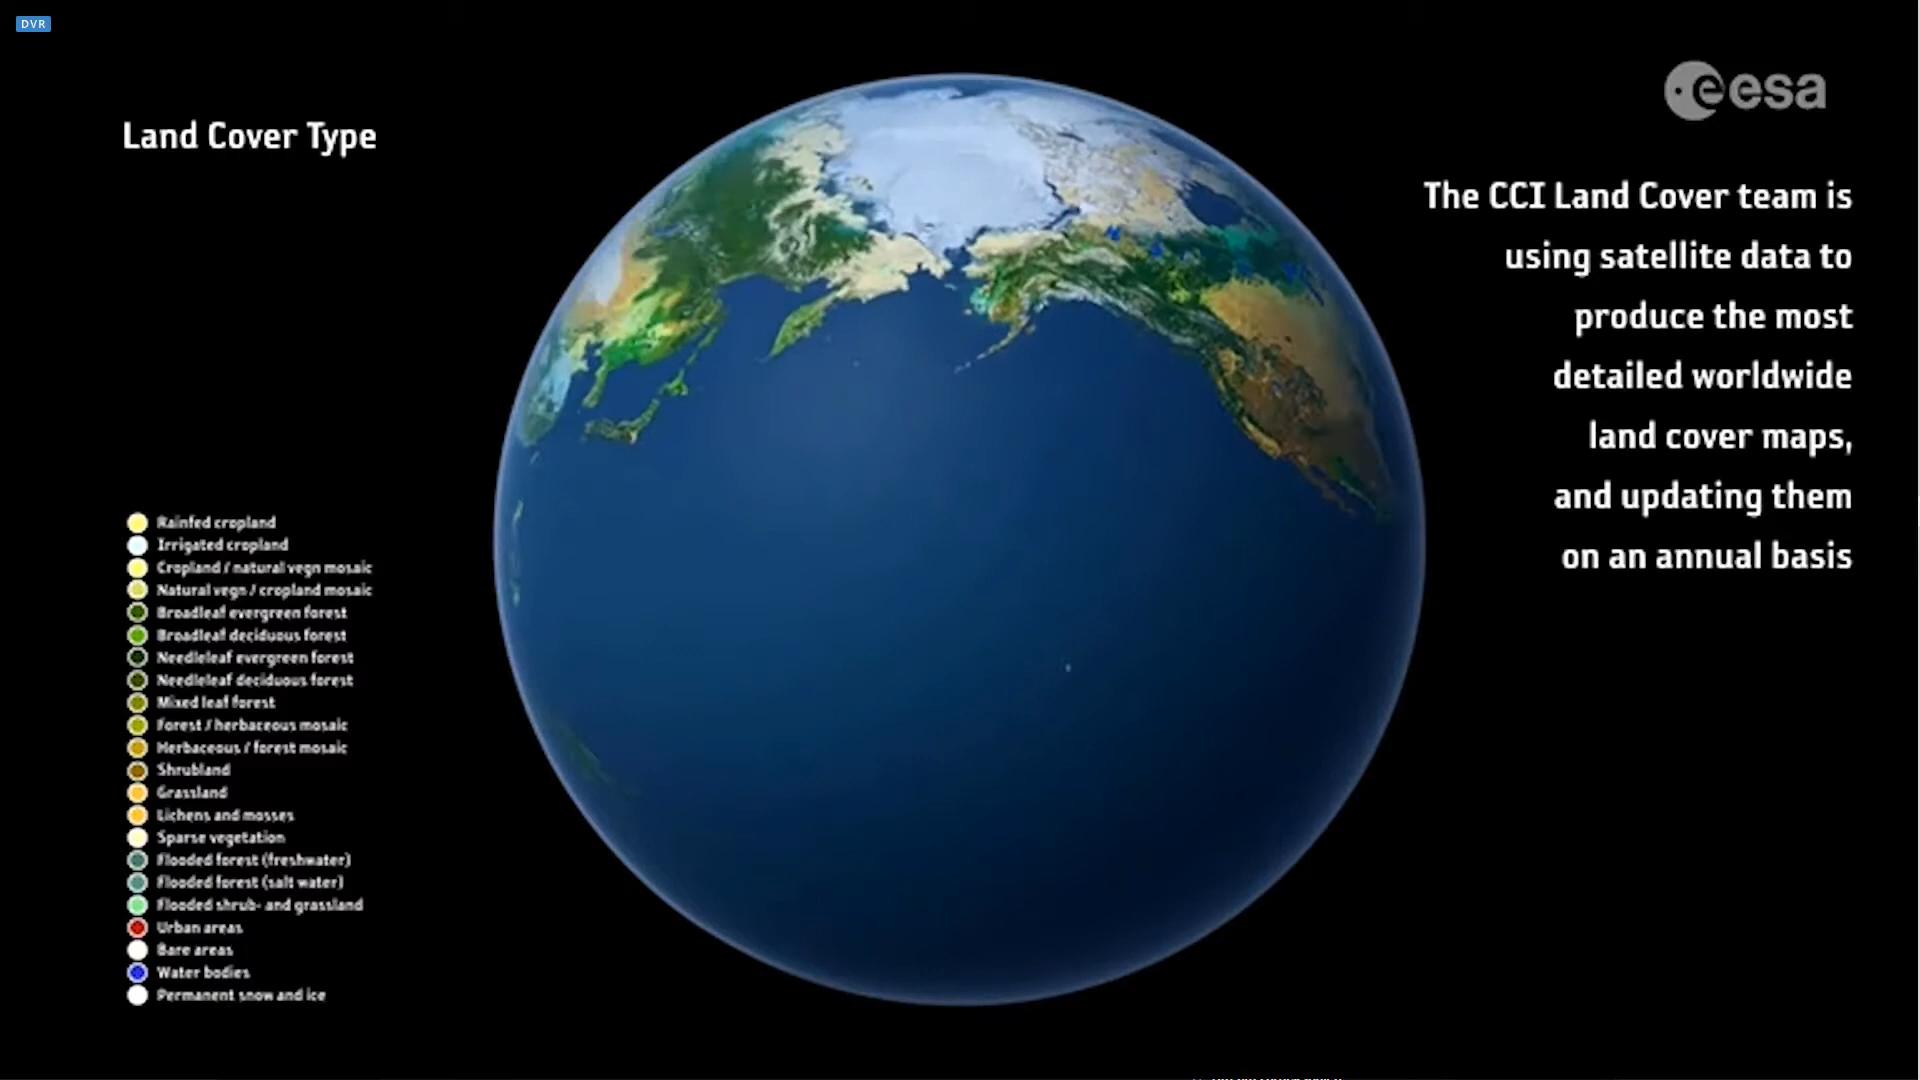 DVR
esa
Land Cover Type
The CCI Land Cover team is
using satellite data to
produce the most
detailed worldwide
land cover maps,
and updating them
on an annual basis
Rainfed cropland
Irrigated cropland
Cropland / natural vegn mosaic
Natural vegn / cropland mosaic
Broadleaf evergreen forest
Broadleaf deciduous forest
Needleleaf evergreen forest
Needleleaf deciduous forest
Mixed leaf forest
Forest / herbaceous mosaic
Herbaceous / forest mosaic
Shrubland
Grassland
Lichens and mosses
Sparse vegetation
Flooded forest (freshwater)
Flooded forest (salt water)
Flooded shrub- and grassland
Urban areas
Bare areas
Water bodies
Permanent snow and ice